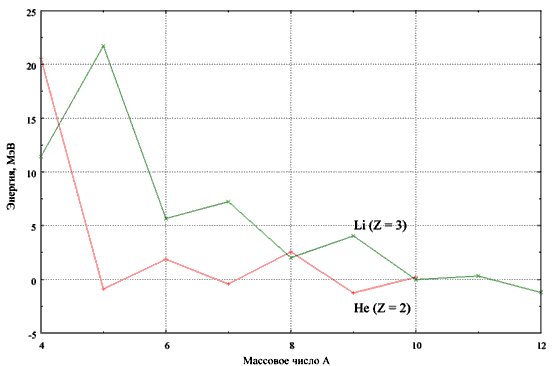 25
20
15
10
5
0
-5
Энергия, МэВ
Li (Z = 3)
He (Z = 2)
4 6 8 10 12
Массовое число A